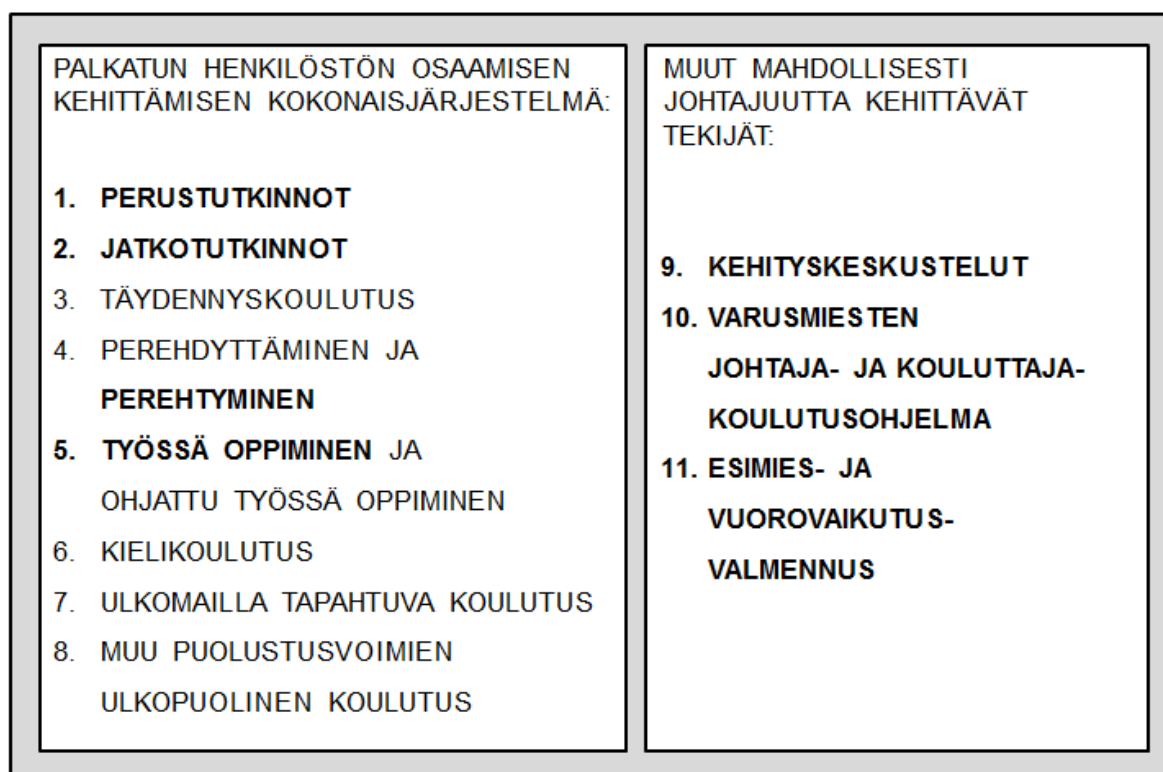 PALKATUN HENKILÖSTÖN OSAAMISEN
KEHITTÄMISEN KOKONAISJÄRJESTELMÄ:
1. PERUSTUTKINNOT
2. JATKOTUTKINNOT
3. TÄYDENNYSKOULUTUS
4. PEREHDYTTÄMINEN JA
PEREHTYMINEN
5. TYÖSSÄ OPPIMINEN JA
OHJATTU TYÖSSÄ OPPIMINEN
6. KIELIKOULUTUS
7. ULKOMAILLA TAPAHTUVA KOULUTUS
8. MUU PUOLUSTUSVOIMIEN
ULKOPUOLINEN KOULUTUS
MUUT MAHDOLLISESTI
JOHTAJUUTTA KEHITTÄVÄT
TEKIJÄT:
9. KEHITYSKESKUSTELUT
10. VARUSMIESTEN
JOHTAJA- JA KOULUTTAJA-
KOULUTUSOHJELMA
11. ESIMIES- JA
VUOROVAIKUTUS-
VALMENNUS